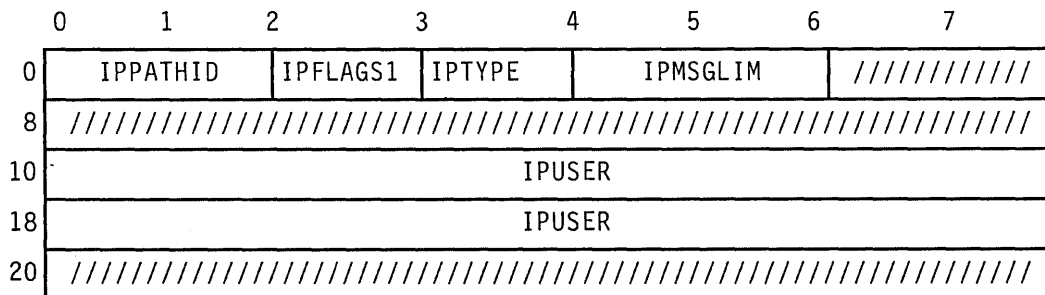 0 1 2 3 4 5 6 7
0 IPPATHID IPFLAGS1 IPTYPE IPMSGLIM ////////////
8 ////////////////////////////////////////////////////////////////
10 IPUSER
18 IPUSER
20 ////////////////////////////////////////////////////////////////